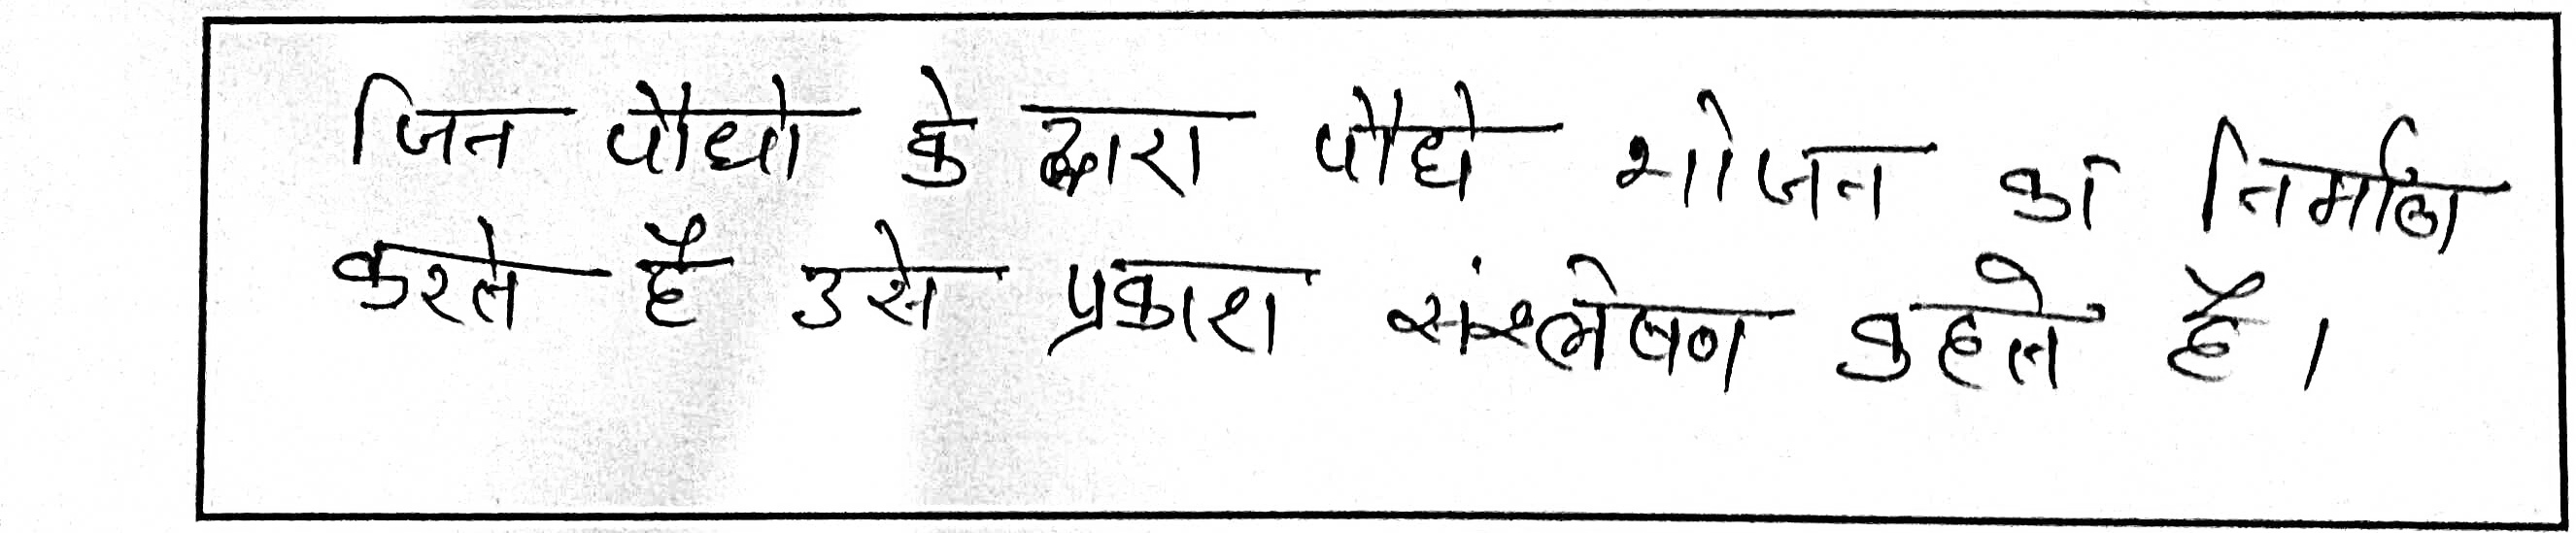 जिन पौधो के द्वारा पौधे भोजन का निर्माण
करते है उसे प्रकाश संश्लेषण कहते है।